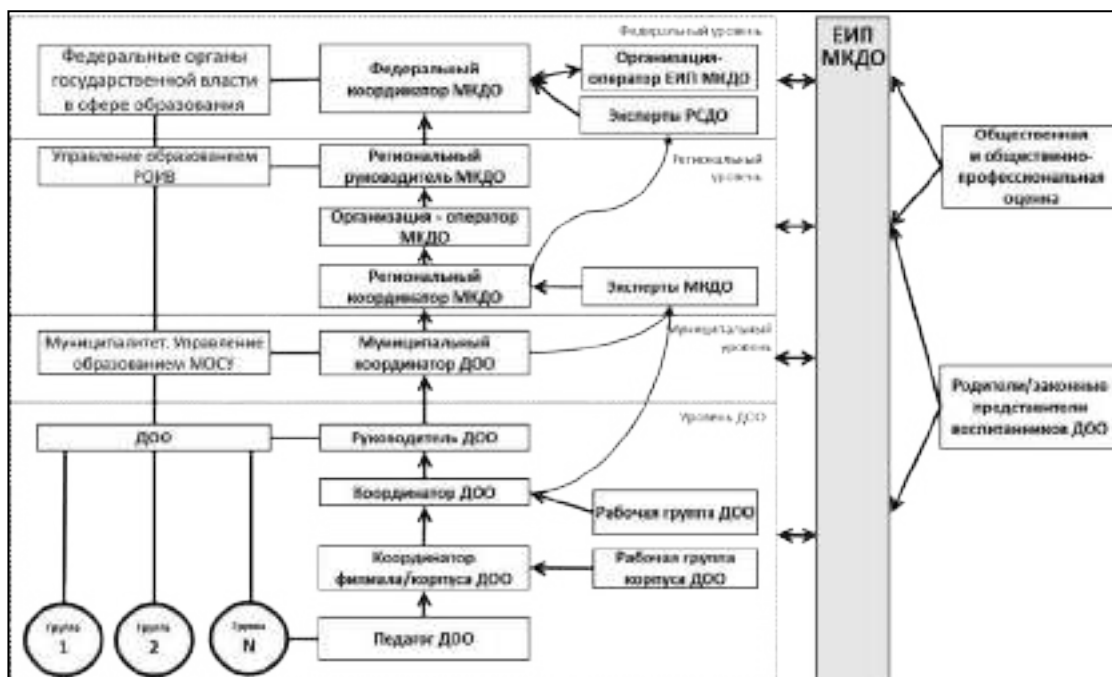 Федеральный уровень
ЕИП
МКДО
Федеральные органы
государственной власти
в сфере образования
Федеральный
координатор МКДО
Организация-
оператор ЕИП МКДО
Эксперты РСДО
Общественная
и общественно-
профессиональная
оценка
Управление образованием
РОИВ
Региональный
руководитель МКДО
Региональный
уровень
Организация - оператор
МКДО
Региональный
координатор МКДО
Эксперты МКДО
Муниципалитет. Управление
образованием МОСУ
Муниципальный
координатор ДОО
Муниципальный
уровень
Родители/законные
представители
воспитанников ДОО
Уровень ДОО
ДОО
Руководитель ДОО
Координатор ДОО
Рабочая группа ДОО
Координатор
филиала/корпуса ДОО
Рабочая группа
корпуса ДОО
Группа
1
Группа
2
Группа
N
Педагог ДОО